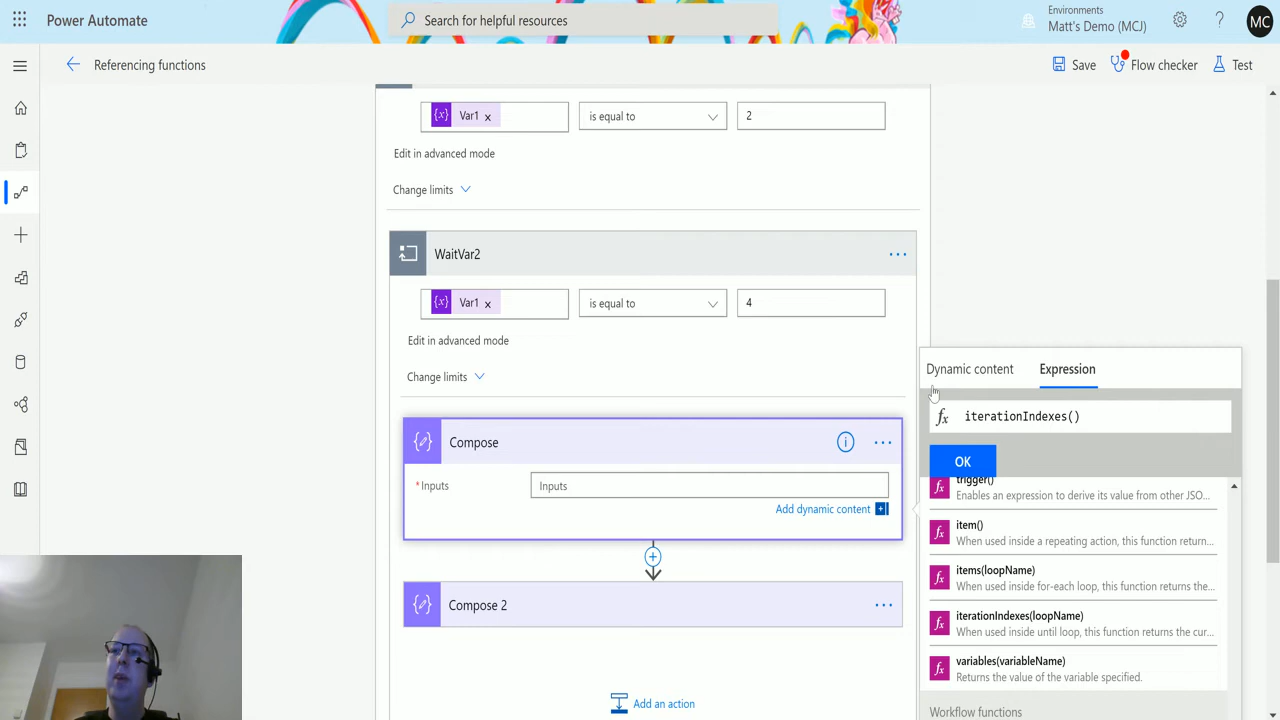 Power Automate
Search for helpful resources
Environments
Matt's Demo (MCJ)
MC
Referencing functions
Save
Flow checker
Test
{x} Var1 x
is equal to
2
Edit in advanced mode
Change limits
WaitVar2
{x} Var1 x
is equal to
4
Edit in advanced mode
Change limits
Dynamic content
Expression
fx iterationIndexes()
OK
Compose
* Inputs
Inputs
Add dynamic content
trigger()
Enables an expression to derive its value from other JSO...
fx item()
When used inside a repeating action, this function return...
fx items(loopName)
When used inside for-each loop, this function returns the...
fx iterationIndexes(loopName)
When used inside until loop, this function returns the cur...
fx variables(variableName)
Returns the value of the variable specified.
Workflow functions
Compose 2
Add an action